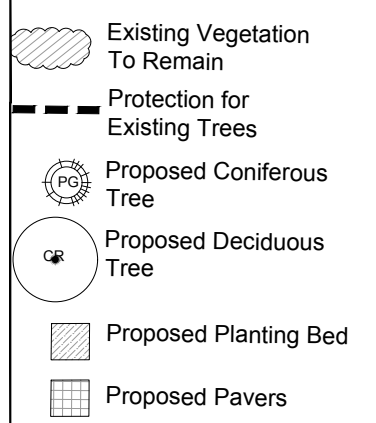 Existing Vegetation
To Remain
Protection for
Existing Trees
PG
Proposed Coniferous
Tree
CR
Proposed Deciduous
Tree
Proposed Planting Bed
Proposed Pavers